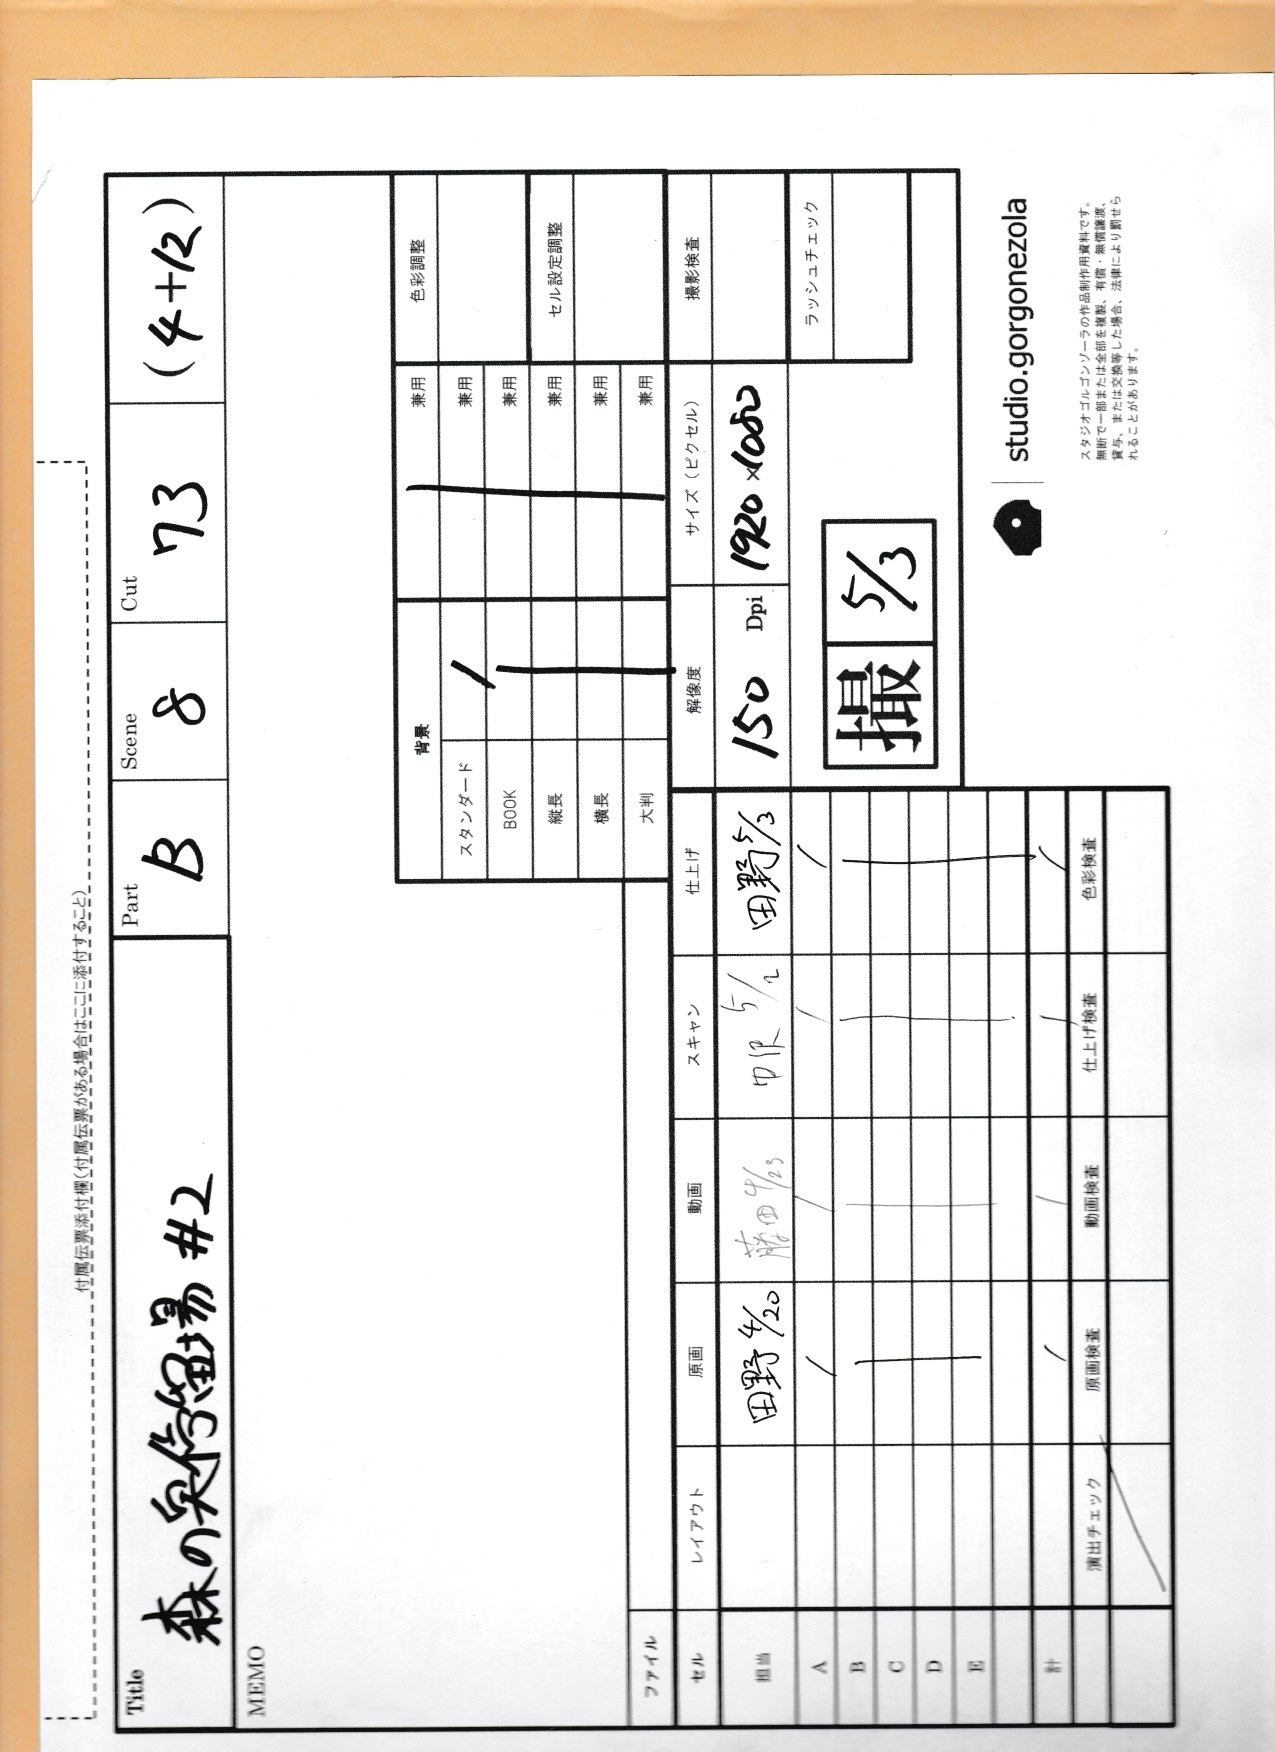 付属伝票添付欄(付属伝票がある場合はここに添付すること)
Title
森の 停留場 #2
Part
B
Scene
8
Cut
73
(4+12)
MEMO
背景
兼用
色彩調整
スタンダード
兼用
BOOK
兼用
縦長
兼用
セル設定調整
横長
兼用
大判
兼用
ファイル
セル
レイアウト
原画
動画
スキャン
仕上げ
解像度
サイズ(ピクセル)
撮影検査
担当
田野 4/20
藤田 4/23
5/2
田野 5/3
150 Dpi
1920×1080
A
B
C
D
E
計
ラッシュチェック
撮
5/3
演出チェック
原画検査
動画検査
仕上げ検査
色彩検査
studio.gorgonezola
スタジオゴルゴンゾーラの作品制作用資料です。
無断で一部または全部を複製、有償・無償譲渡、
貸与、または交換等した場合、法律により罰せら
れることがあります。